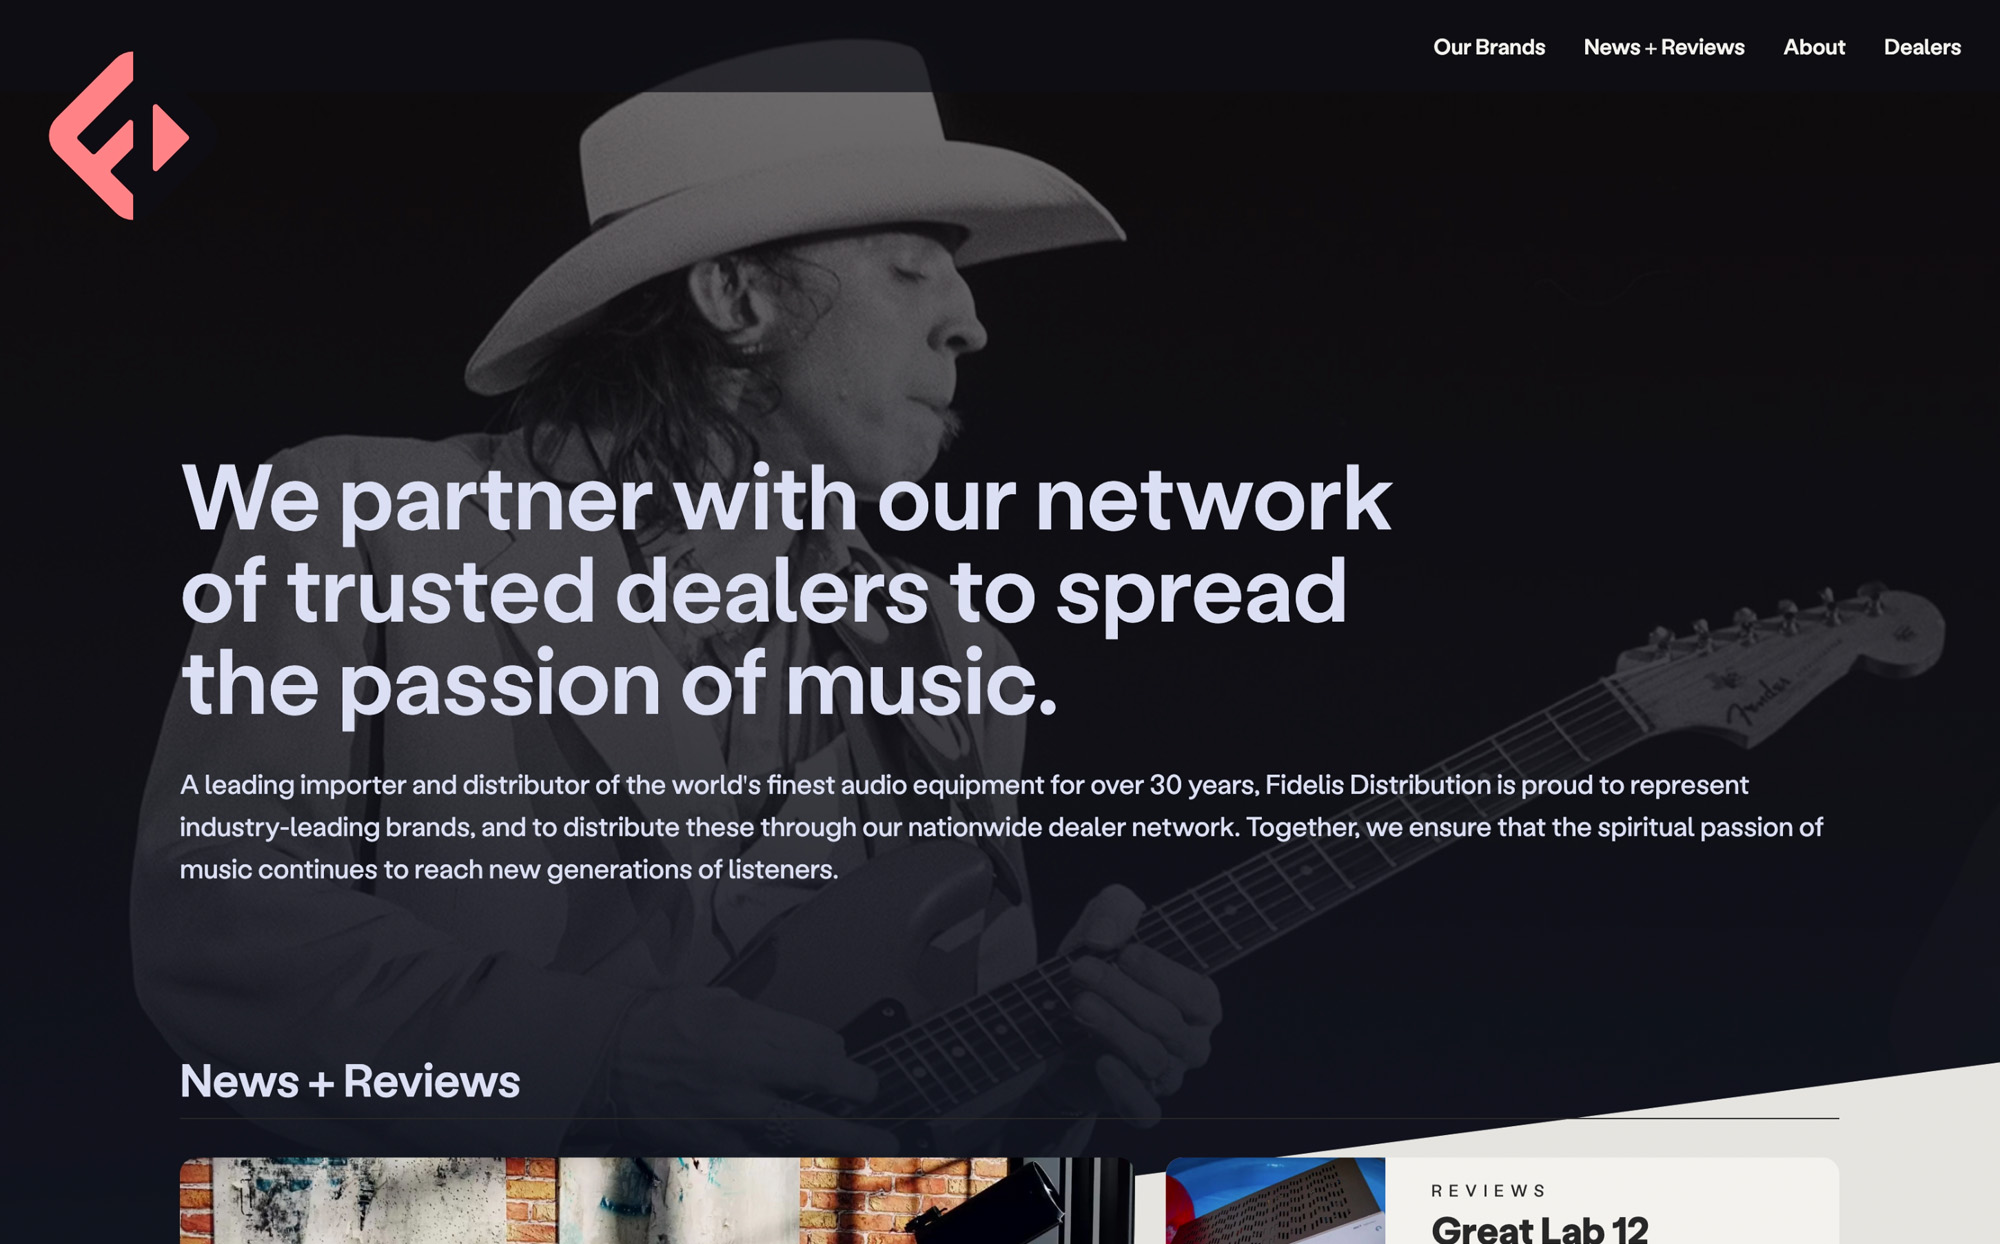 Our Brands News + Reviews About Dealers
We partner with our network
of trusted dealers to spread
the passion of music.
Fender
A leading importer and distributor of the world's finest audio equipment for over 30 years, Fidelis Distribution is proud to represent
industry-leading brands, and to distribute these through our nationwide dealer network. Together, we ensure that the spiritual passion of
music continues to reach new generations of listeners.
News + Reviews
REVIEWS
Great Lab 12